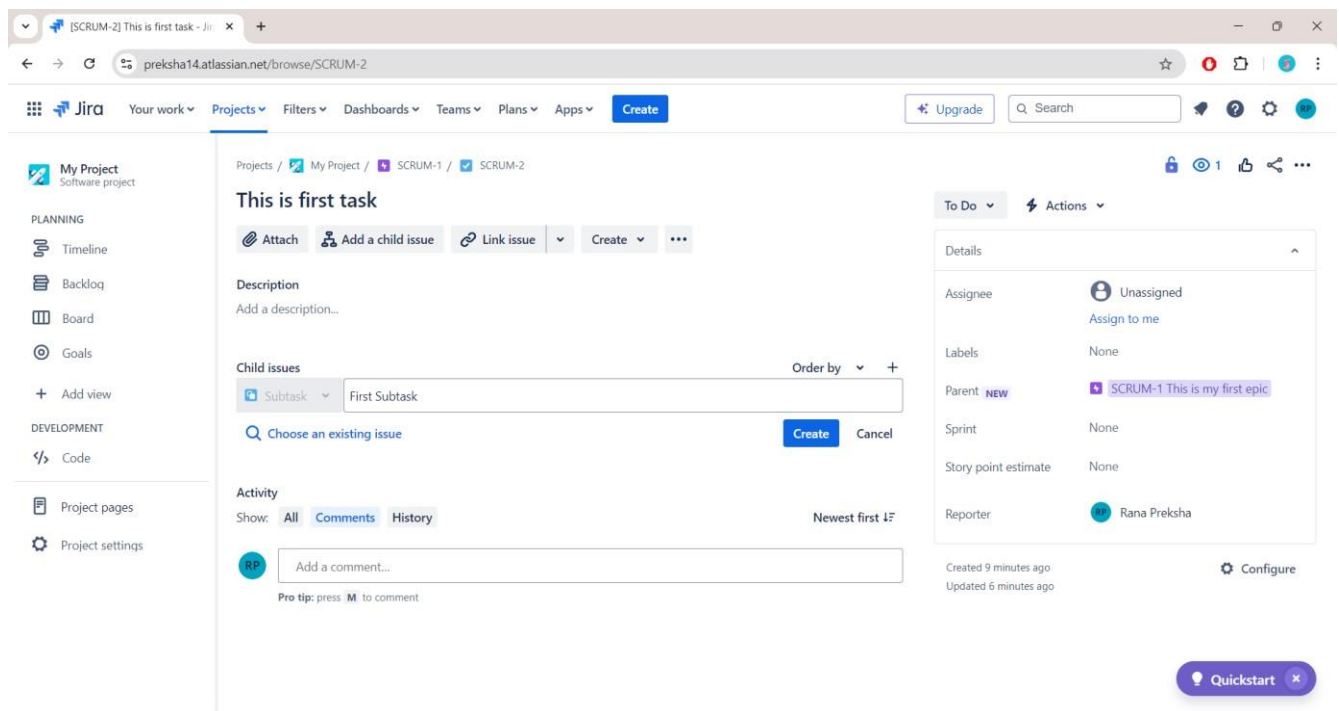 [SCRUM-2] This is first task - Jir
preksha14.atlassian.net/browse/SCRUM-2
Jira Your work Projects Filters Dashboards Teams Plans Apps Create Upgrade Search RP
My Project
Software project
PLANNING
Timeline
Backlog
Board
Goals
Add view
DEVELOPMENT
Code
Project pages
Project settings
Projects / My Project / SCRUM-1 / SCRUM-2
1
This is first task
Attach Add a child issue Link issue Create
Description
Add a description...
Child issues Order by
Subtask First Subtask
Choose an existing issue Create Cancel
Activity
Show: All Comments History Newest first
RP Add a comment...
Pro tip: press M to comment
To Do Actions
Details
Assignee Unassigned
Assign to me
Labels None
Parent NEW SCRUM-1 This is my first epic
Sprint None
Story point estimate None
Reporter RP Rana Preksha
Created 9 minutes ago Configure
Updated 6 minutes ago
Quickstart